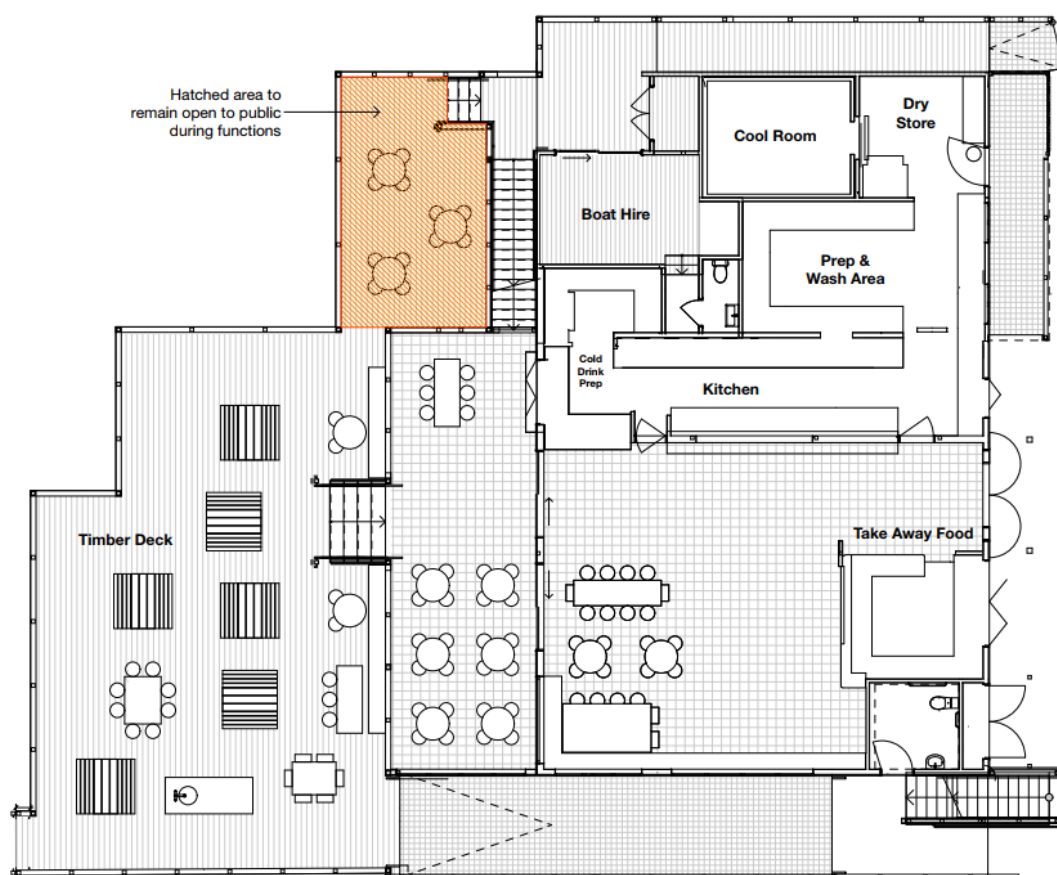 Hatched area to
remain open to public
during functions
Dry
Store
Cool Room
Boat Hire
Prep &
Wash Area
Cold
Drink
Prep
Kitchen
Timber Deck
Take Away Food